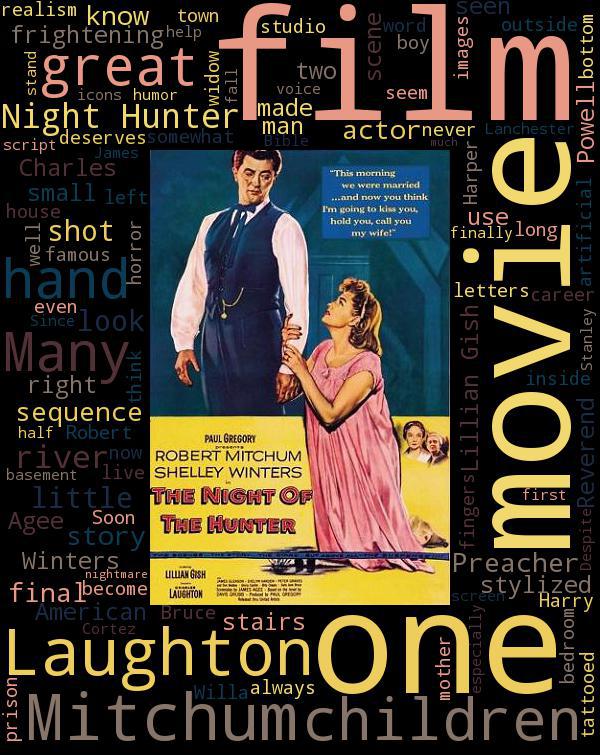 realism know town studio word seen outside
frightening help film boy scene images
stand great widow fall two
icons humor voice seem bottom
Night Hunter made
man actor never Lanchester Powell
script deserves somewhat Bible much
James
Charles Harper movie
small left use artificial
house finally long
well shot horror
famous
hand letters career
even
Since look Stanley
Many think Lillian Gish
right inside
sequence
half Robert
river now Reverend
basement live
little first
Agee Soon fingers Despite
story
Winters Preacher
nightmare stylized
final become
American Bruce screen Harry
Cortez stairs One
Laughton especially bedroom
mother
Willa always tattooed
prison Mitchum children
"This morning
we were married
...and now you think
I'm going to kiss you,
hold you, call you
my wife!"
PAUL GREGORY
presents
ROBERT MITCHUM
SHELLEY WINTERS
in
THE NIGHT OF
THE HUNTER
LILLIAN GISH
CHARLES
LAUGHTON